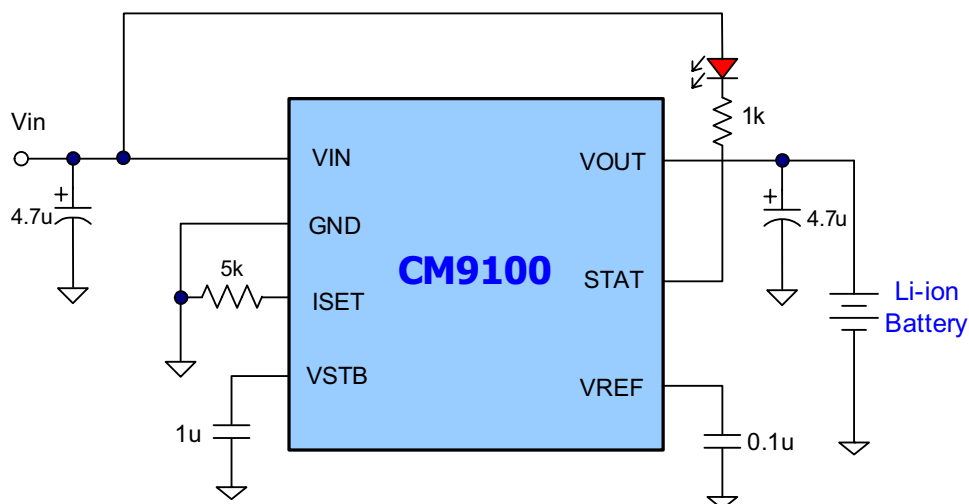 Vin
1k
VIN
VOUT
4.7u
GND
4.7u
5k
CM9100
ISET
STAT
Li-ion
Battery
VSTB
VREF
1u
0.1u